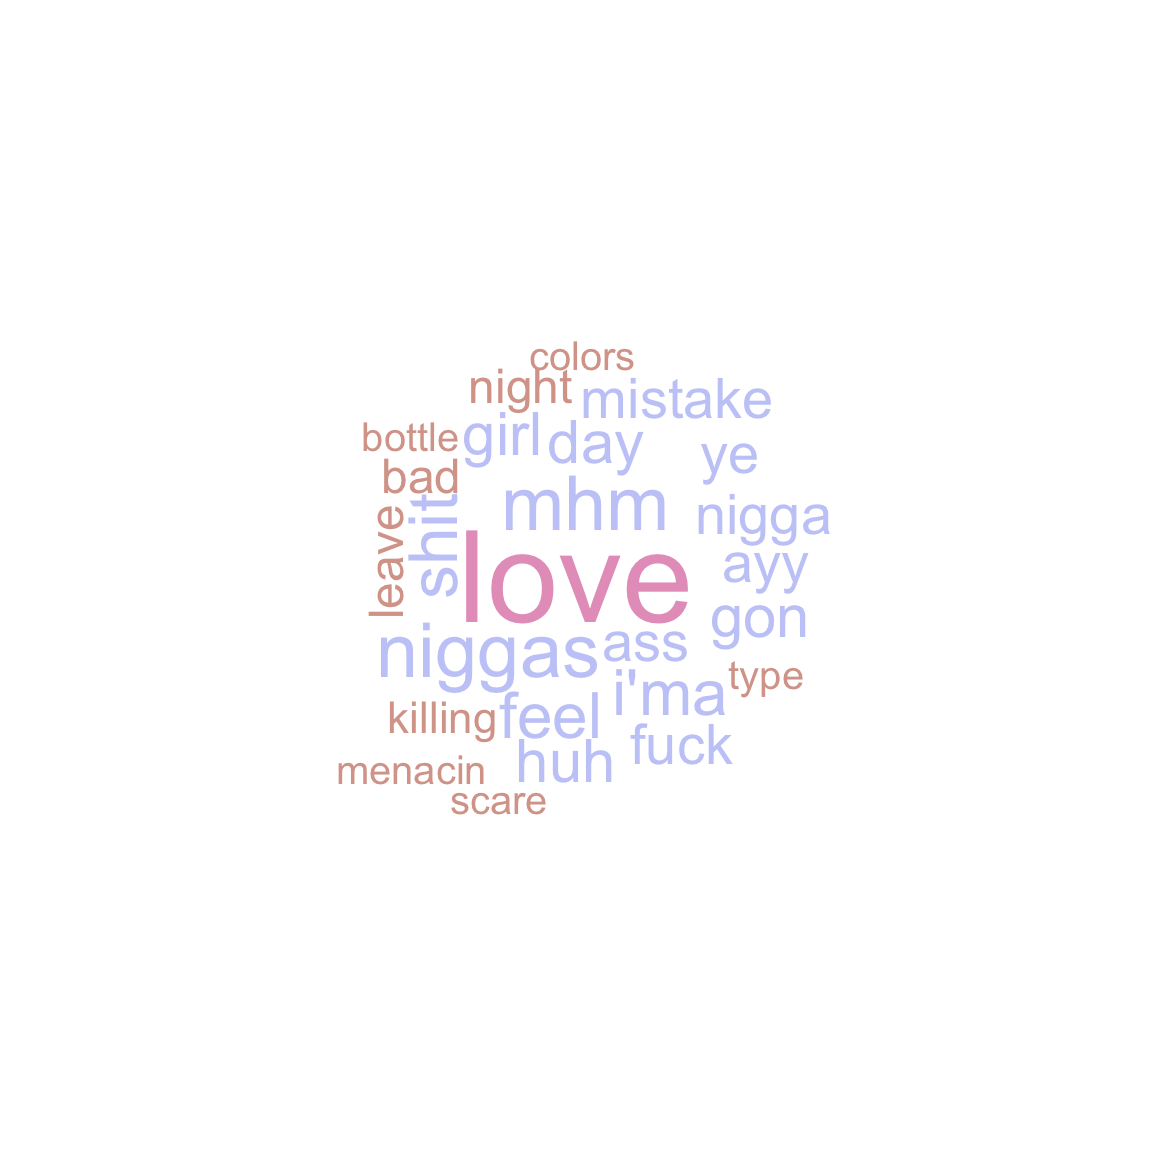 colors
night
mistake
bottle
girl
day
ye
bad
mhm
nigga
leave
shit
love
ayy
gon
niggas
ass
type
i'ma
killing
feel
fuck
huh
menacin
scare